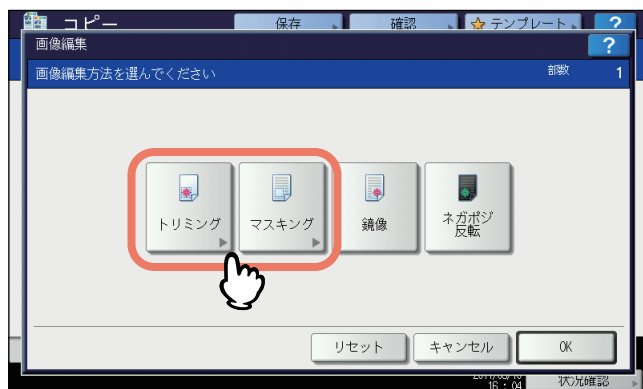 コピー 保存 確認 テンプレート ?
画像編集 ?
画像編集方法を選んでください 部数 1
トリミング マスキング 鏡像 ネガポジ
反転
リセット キャンセル OK
16:04 状況確認